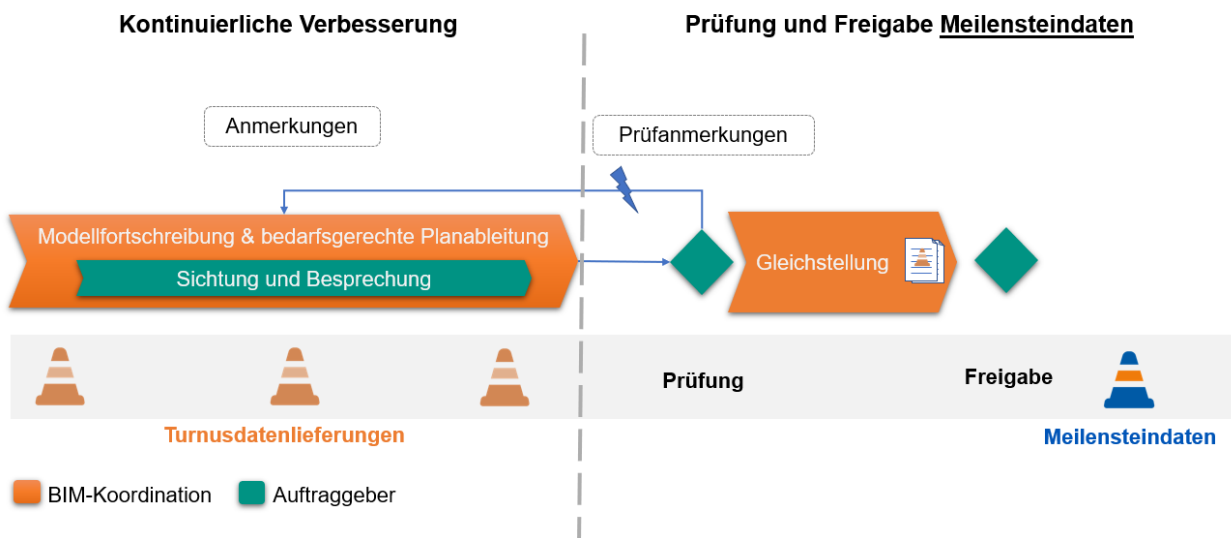 Kontinuierliche Verbesserung
Prüfung und Freigabe Meilensteindaten
Anmerkungen
Prüfanmerkungen
Modellfortschreibung & bedarfsgerechte Planableitung
Sichtung und Besprechung
Gleichstellung
Prüfung
Freigabe
Turnusdatenlieferungen
Meilensteindaten
BIM-Koordination
Auftraggeber